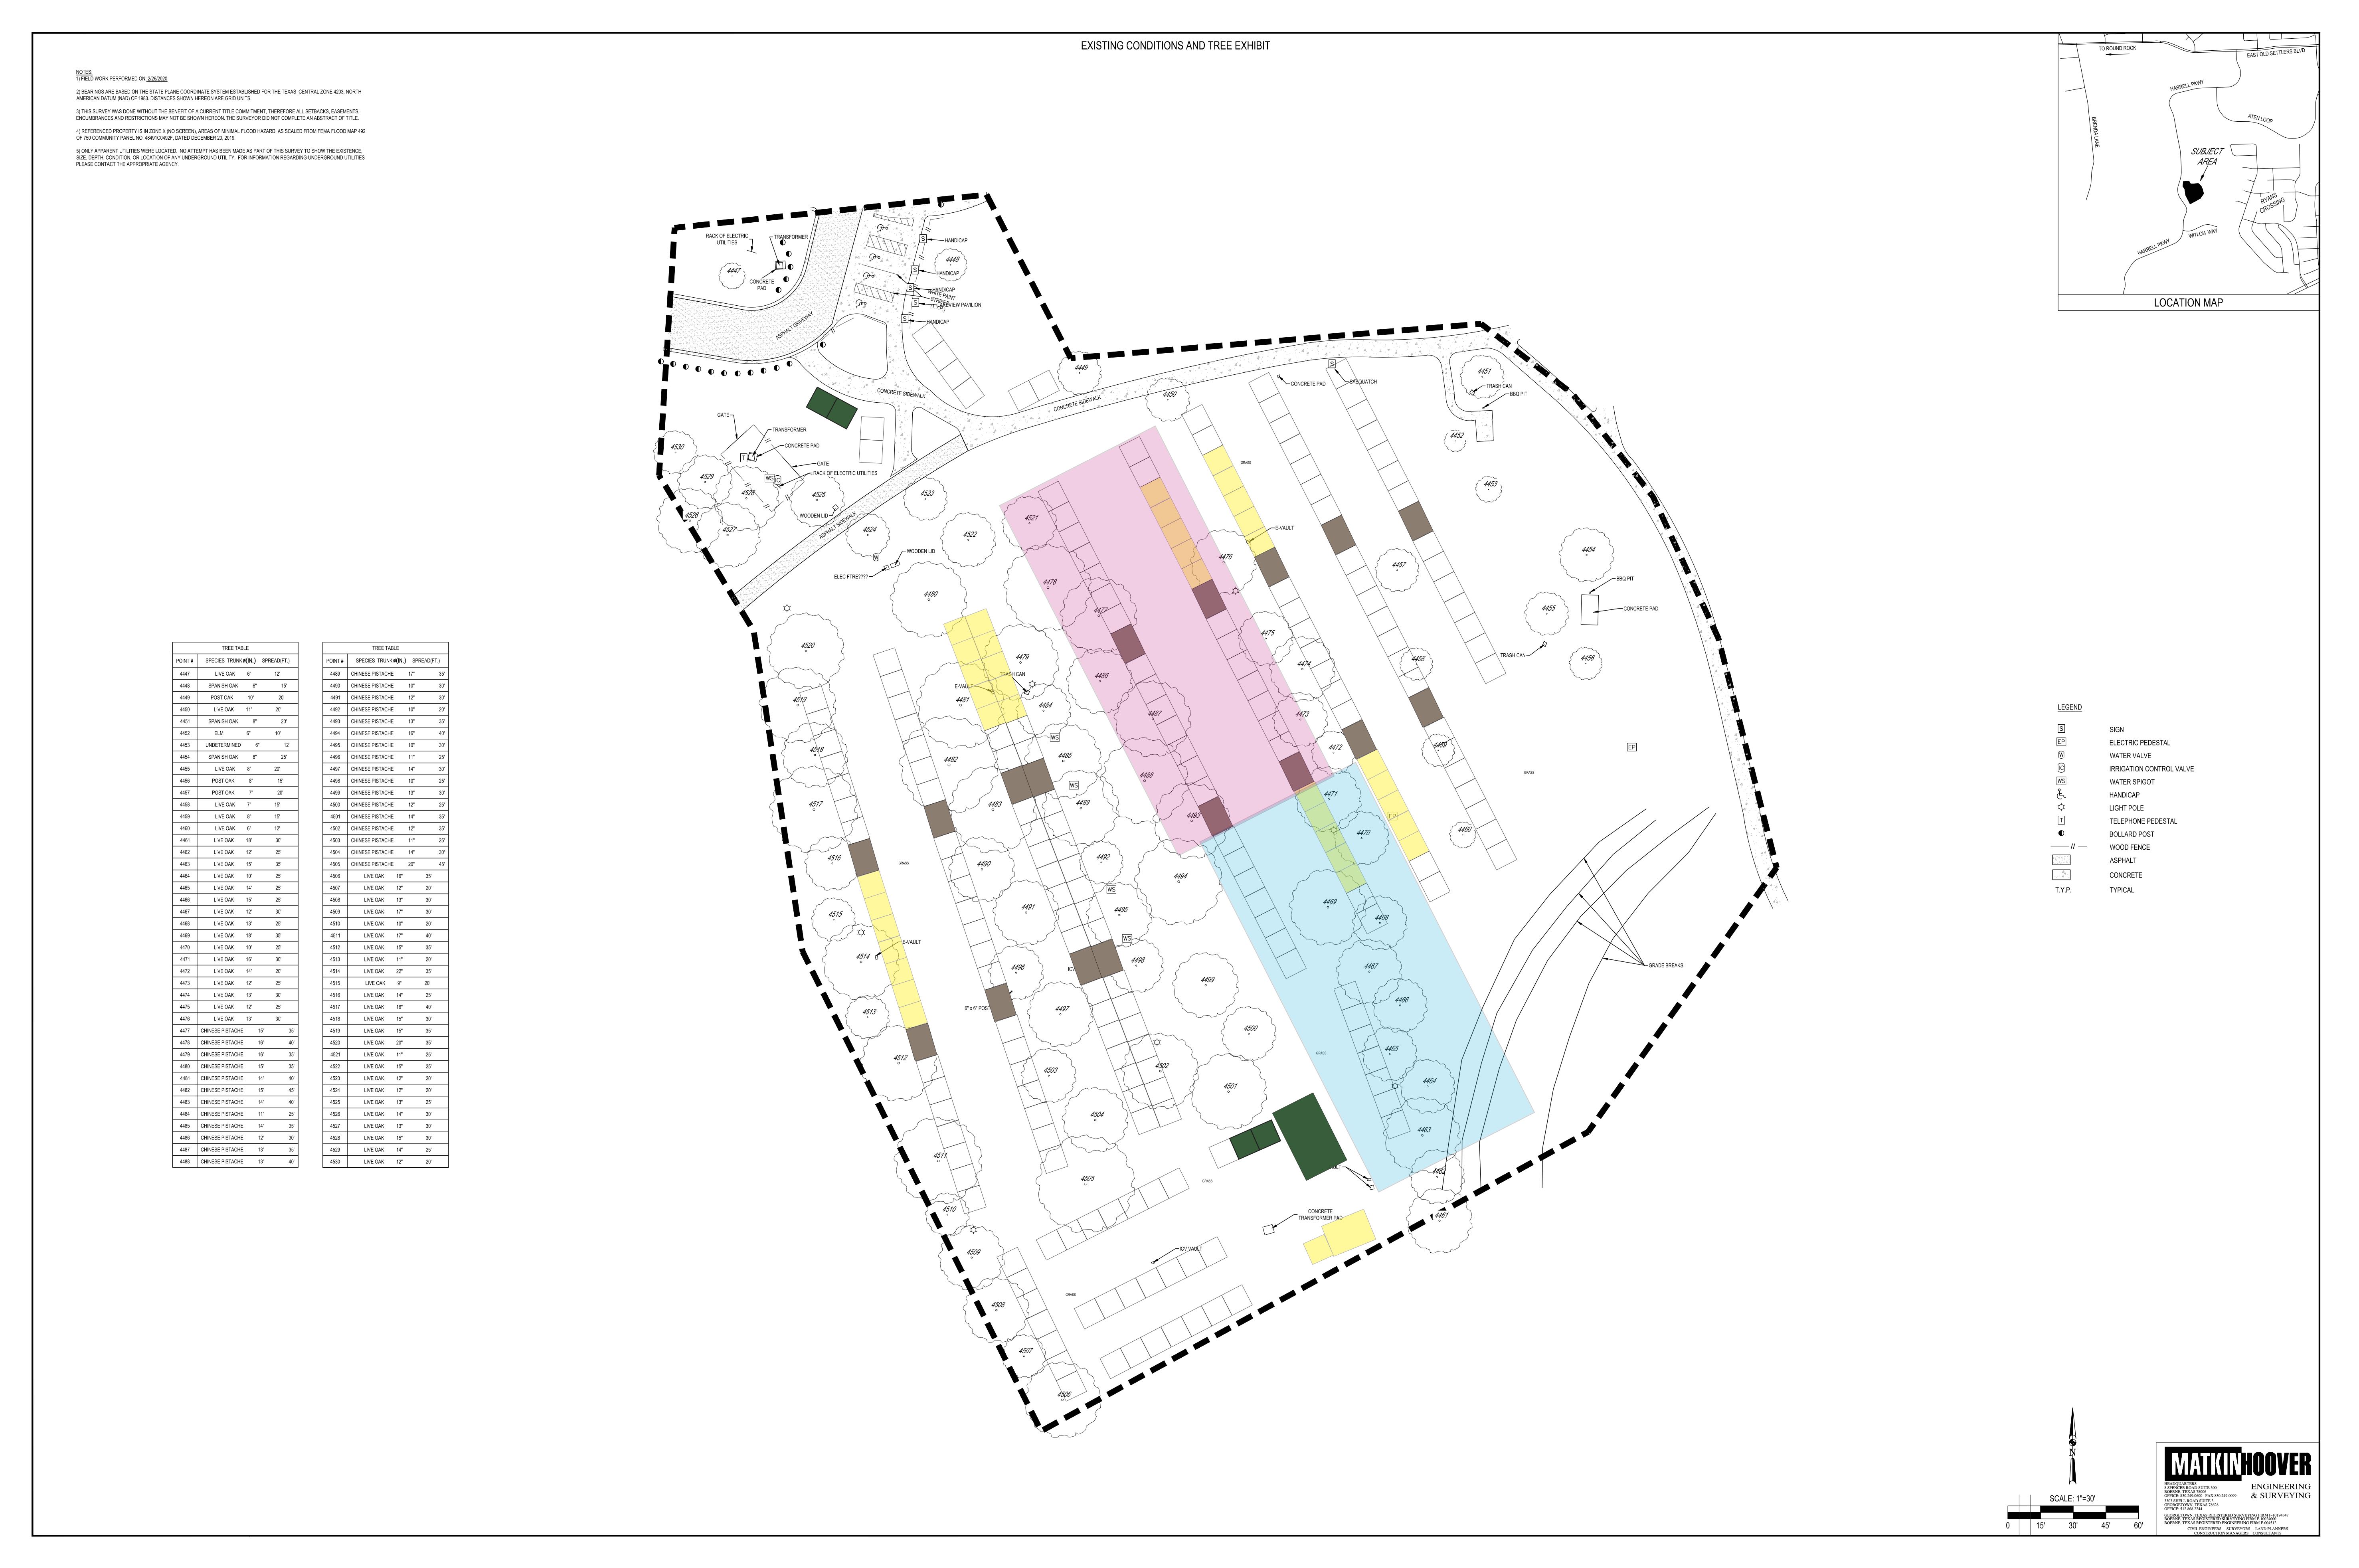 EXISTING CONDITIONS AND TREE EXHIBIT
NOTES:
1) FIELD WORK PERFORMED ON: 2/26/2020
2) BEARINGS ARE BASED ON THE STATE PLANE COORDINATE SYSTEM ESTABLISHED FOR THE TEXAS CENTRAL ZONE 4203, NORTH
AMERICAN DATUM (NAD) OF 1983. DISTANCES SHOWN HEREON ARE GRID UNITS.
3) THIS SURVEY WAS DONE WITHOUT THE BENEFIT OF A CURRENT TITLE COMMITMENT, THEREFORE ALL SETBACKS, EASEMENTS,
ENCUMBRANCES AND RESTRICTIONS MAY NOT BE SHOWN HEREON. THE SURVEYOR DID NOT COMPLETE AN ABSTRACT OF TITLE.
4) REFERENCED PROPERTY IS IN ZONE X (NO SCREEN), AREAS OF MINIMAL FLOOD HAZARD, AS SCALED FROM FEMA FLOOD MAP 492
OF 750 COMMUNITY PANEL NO. 48491C0492F, DATED DECEMBER 20, 2019.
5) ONLY APPARENT UTILITIES WERE LOCATED. NO ATTEMPT HAS BEEN MADE AS PART OF THIS SURVEY TO SHOW THE EXISTENCE,
SIZE, DEPTH, CONDITION, OR LOCATION OF ANY UNDERGROUND UTILITY. FOR INFORMATION REGARDING UNDERGROUND UTILITIES
PLEASE CONTACT THE APPROPRIATE AGENCY.
TO ROUND ROCK
EAST OLD SETTLERS BLVD
HARRELL PKWY
BRENDA LANE
ATEN LOOP
SUBJECT
AREA
RYANS
CROSSING
WITLOW WAY
HARRELL PKWY
LOCATION MAP
RACK OF ELECTRIC
UTILITIES
TRANSFORMER
4447
CONCRETE
PAD
ASPHALT DRIVEWAY
S HANDICAP
4448
S HANDICAP
S HANDICAP
WHITE PAINT
S
S HANDICAP
4449
CONCRETE SIDEWALK
CONCRETE SIDEWALK
4450
CONCRETE PAD
S
SASQUATCH
4451
TRASH CAN
BBQ PIT
4452
4453
GATE
TRANSFORMER
CONCRETE PAD
T
GATE
RACK OF ELECTRIC UTILITIES
WS
4530
4529
4528
4525
4526
4527
WOODEN LID
ASPHALT SIDEWALK
4523
4524
4522
4521
W
WOODEN LID
ELEC FTRE????
GRASS
E-VAULT
4476
4457
4454
BBQ PIT
CONCRETE PAD
4455
4456
TRASH CAN
4478
4477
4480
4475
4474
4458
4520
4479
TRASH CAN
E-VAULT
4481
4484
4486
4487
4473
4472
4459
EP
GRASS
4519
4518
4482
4485
WS
WS
4488
4517
4483
4489
4493
4471
4470
EP
4460
4516
GRASS
4490
4492
4494
WS
4515
4491
4495
4469
4468
WS
E-VAULT
4514
4496
4498
4499
4467
4466
GRADE BREAKS
4513
6" x 6" POST
4497
4500
4512
4503
4502
4501
GRASS
4465
4464
4504
4463
4511
4505
GRASS
4462
4510
CONCRETE
TRANSFORMER PAD
4461
4509
ICV VAULT
4508
GRASS
4507
4506
TREE TABLE
POINT # SPECIES TRUNK ø(IN.) SPREAD(FT.)
4447 LIVE OAK 6" 12'
4448 SPANISH OAK 6" 15'
4449 POST OAK 10" 20'
4450 LIVE OAK 11" 20'
4451 SPANISH OAK 8" 20'
4452 ELM 6" 10'
4453 UNDETERMINED 6" 12'
4454 SPANISH OAK 8" 25'
4455 LIVE OAK 8" 20'
4456 POST OAK 8" 15'
4457 POST OAK 7" 20'
4458 LIVE OAK 7" 15'
4459 LIVE OAK 8" 15'
4460 LIVE OAK 6" 12'
4461 LIVE OAK 18" 30'
4462 LIVE OAK 12" 25'
4463 LIVE OAK 15" 35'
4464 LIVE OAK 10" 25'
4465 LIVE OAK 14" 25'
4466 LIVE OAK 15" 25'
4467 LIVE OAK 12" 30'
4468 LIVE OAK 13" 25'
4469 LIVE OAK 18" 35'
4470 LIVE OAK 10" 25'
4471 LIVE OAK 16" 30'
4472 LIVE OAK 14" 20'
4473 LIVE OAK 12" 25'
4474 LIVE OAK 13" 30'
4475 LIVE OAK 12" 25'
4476 LIVE OAK 13" 30'
4477 CHINESE PISTACHE 15" 35'
4478 CHINESE PISTACHE 16" 40'
4479 CHINESE PISTACHE 16" 35'
4480 CHINESE PISTACHE 15" 35'
4481 CHINESE PISTACHE 14" 40'
4482 CHINESE PISTACHE 15" 45'
4483 CHINESE PISTACHE 14" 40'
4484 CHINESE PISTACHE 11" 25'
4485 CHINESE PISTACHE 14" 35'
4486 CHINESE PISTACHE 12" 30'
4487 CHINESE PISTACHE 13" 35'
4488 CHINESE PISTACHE 13" 40'
TREE TABLE
POINT # SPECIES TRUNK ø(IN.) SPREAD(FT.)
4489 CHINESE PISTACHE 17" 35'
4490 CHINESE PISTACHE 10" 30'
4491 CHINESE PISTACHE 12" 30'
4492 CHINESE PISTACHE 10" 20'
4493 CHINESE PISTACHE 13" 35'
4494 CHINESE PISTACHE 16" 40'
4495 CHINESE PISTACHE 10" 30'
4496 CHINESE PISTACHE 11" 25'
4497 CHINESE PISTACHE 14" 30'
4498 CHINESE PISTACHE 10" 25'
4499 CHINESE PISTACHE 13" 30'
4500 CHINESE PISTACHE 12" 25'
4501 CHINESE PISTACHE 14" 35'
4502 CHINESE PISTACHE 12" 35'
4503 CHINESE PISTACHE 11" 25'
4504 CHINESE PISTACHE 14" 30'
4505 CHINESE PISTACHE 20" 45'
4506 LIVE OAK 16" 35'
4507 LIVE OAK 12" 20'
4508 LIVE OAK 13" 30'
4509 LIVE OAK 17" 30'
4510 LIVE OAK 10" 20'
4511 LIVE OAK 17" 40'
4512 LIVE OAK 15" 35'
4513 LIVE OAK 11" 20'
4514 LIVE OAK 22" 35'
4515 LIVE OAK 9" 20'
4516 LIVE OAK 14" 25'
4517 LIVE OAK 16" 40'
4518 LIVE OAK 15" 30'
4519 LIVE OAK 15" 35'
4520 LIVE OAK 20" 35'
4521 LIVE OAK 11" 25'
4522 LIVE OAK 15" 25'
4523 LIVE OAK 12" 20'
4524 LIVE OAK 12" 20'
4525 LIVE OAK 13" 25'
4526 LIVE OAK 14" 30'
4527 LIVE OAK 13" 30'
4528 LIVE OAK 15" 30'
4529 LIVE OAK 14" 25'
4530 LIVE OAK 12" 20'
LEGEND
S SIGN
EP ELECTRIC PEDESTAL
W WATER VALVE
IC IRRIGATION CONTROL VALVE
WS WATER SPIGOT
HANDICAP
LIGHT POLE
T TELEPHONE PEDESTAL
BOLLARD POST
// WOOD FENCE
ASPHALT
CONCRETE
T.Y.P. TYPICAL
N
SCALE: 1"=30'
0 15' 30' 45' 60'
MATKINHOOVER
ENGINEERING
& SURVEYING
HEADQUARTERS
8 SPENCER ROAD SUITE 300
BOERNE, TEXAS 78006
OFFICE: 830.249.0600 FAX:830.249.0099
3303 SHELL ROAD SUITE 3
GEORGETOWN, TEXAS 78628
OFFICE: 512.868.2244
CIVIL ENGINEERS SURVEYORS LAND PLANNERS
CONSTRUCTION MANAGERS CONSULTANTS